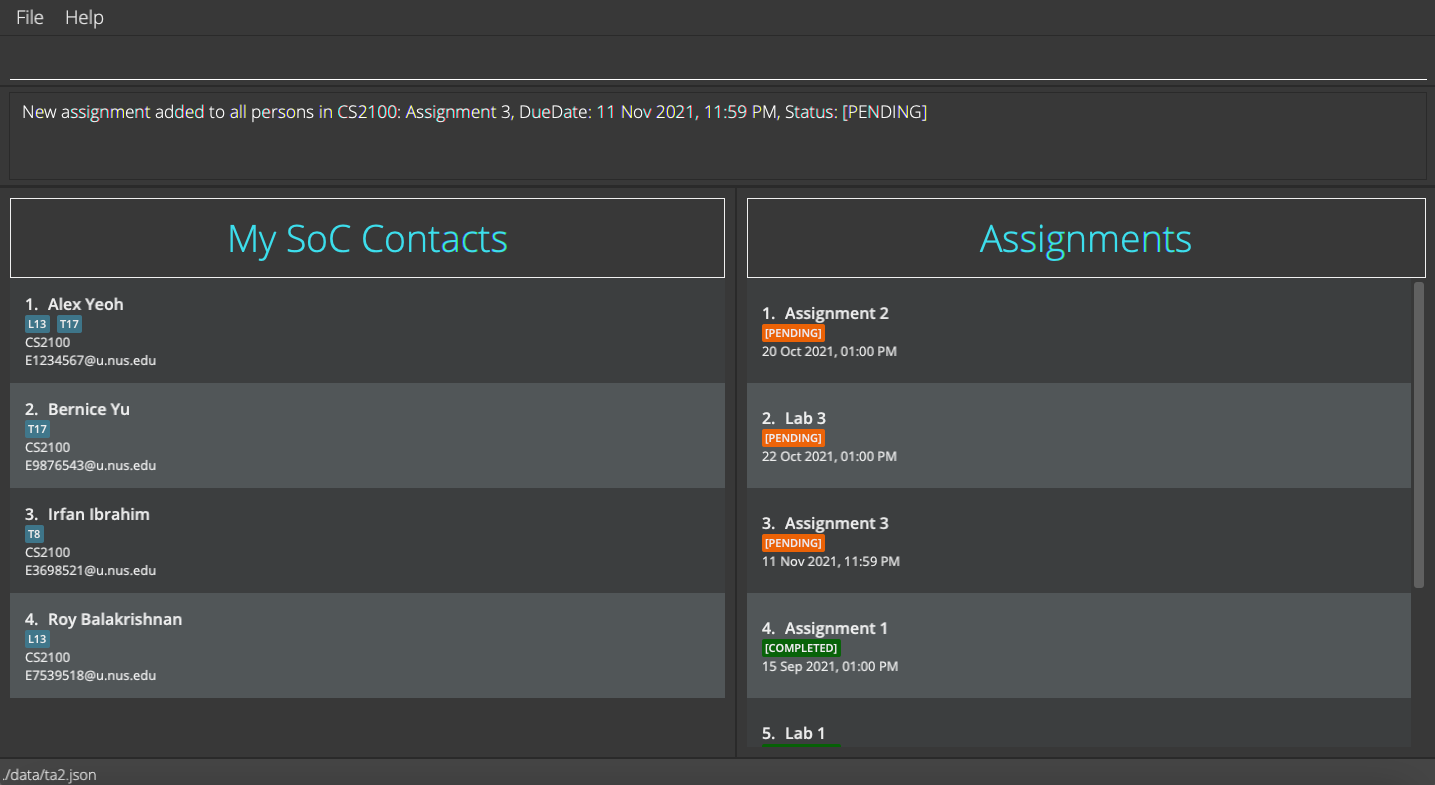 File Help
New assignment added to all persons in CS2100: Assignment 3, DueDate: 11 Nov 2021, 11:59 PM, Status: [PENDING]
My SoC Contacts
1. Alex Yeoh
L13 T17
CS2100
E1234567@u.nus.edu
2. Bernice Yu
T17
CS2100
E9876543@u.nus.edu
3. Irfan Ibrahim
T8
CS2100
E3698521@u.nus.edu
4. Roy Balakrishnan
L13
CS2100
E7539518@u.nus.edu
Assignments
1. Assignment 2
[PENDING]
20 Oct 2021, 01:00 PM
2. Lab 3
[PENDING]
22 Oct 2021, 01:00 PM
3. Assignment 3
[PENDING]
11 Nov 2021, 11:59 PM
4. Assignment 1
[COMPLETED]
15 Sep 2021, 01:00 PM
5. Lab 1
./data/ta2.json